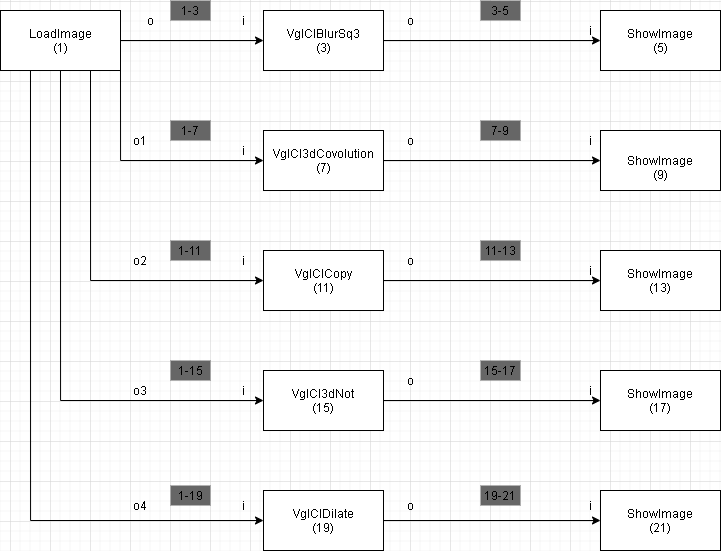 1-3
3-5
o
i
o
i
LoadImage
(1)
VglClBlurSq3
(3)
ShowImage
(5)
1-7
7-9
o1
i
o
i
VglCl3dCovolution
(7)
ShowImage
(9)
1-11
11-13
o2
i
o
i
VglClCopy
(11)
ShowImage
(13)
1-15
15-17
o3
i
o
i
VglCl3dNot
(15)
ShowImage
(17)
1-19
19-21
o4
i
o
i
VglClDilate
(19)
ShowImage
(21)